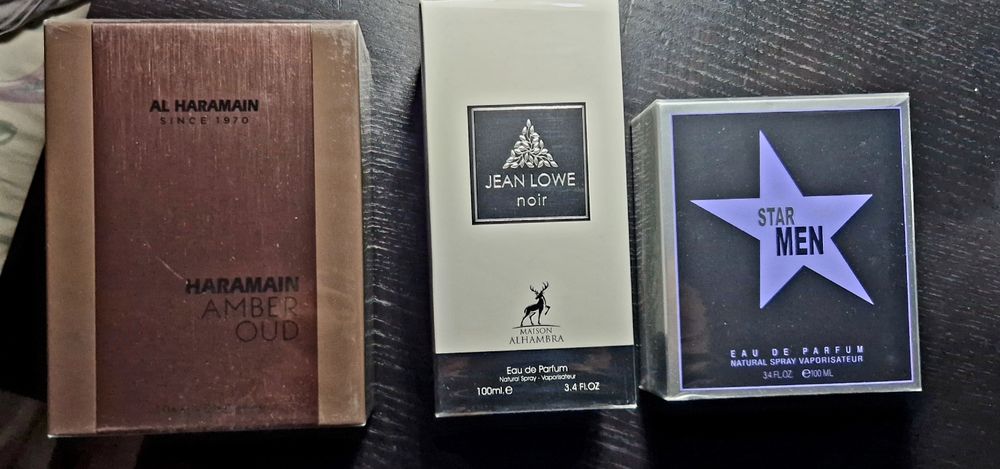 AL HARAMAIN
SINCE 1970
HARAMAIN
AMBER
OUD
JEAN LOWE
noir
MAISON
ALHAMBRA
Eau de Parfum
Natural Spray - Vaporisateur
100ml.e 3.4 FL.OZ
STAR
MEN
EAU DE PARFUM
NATURAL SPRAY VAPORISATEUR
3.4 FL.OZ. e100 ML